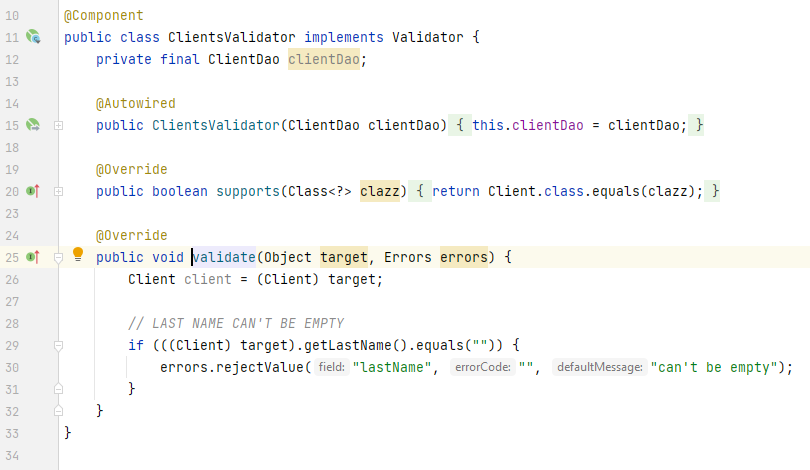 10 @Component
11 public class ClientsValidator implements Validator {
12     private final ClientDao clientDao;
13
14     @Autowired
15     public ClientsValidator(ClientDao clientDao) { this.clientDao = clientDao; }
18
19     @Override
20     public boolean supports(Class<?> clazz) { return Client.class.equals(clazz); }
23
24     @Override
25     public void validate(Object target, Errors errors) {
26         Client client = (Client) target;
27
28         // LAST NAME CAN'T BE EMPTY
29         if (((Client) target).getLastName().equals("")) {
30             errors.rejectValue( field: "lastName", errorCode: "", defaultMessage: "can't be empty");
31         }
32     }
33 }
34